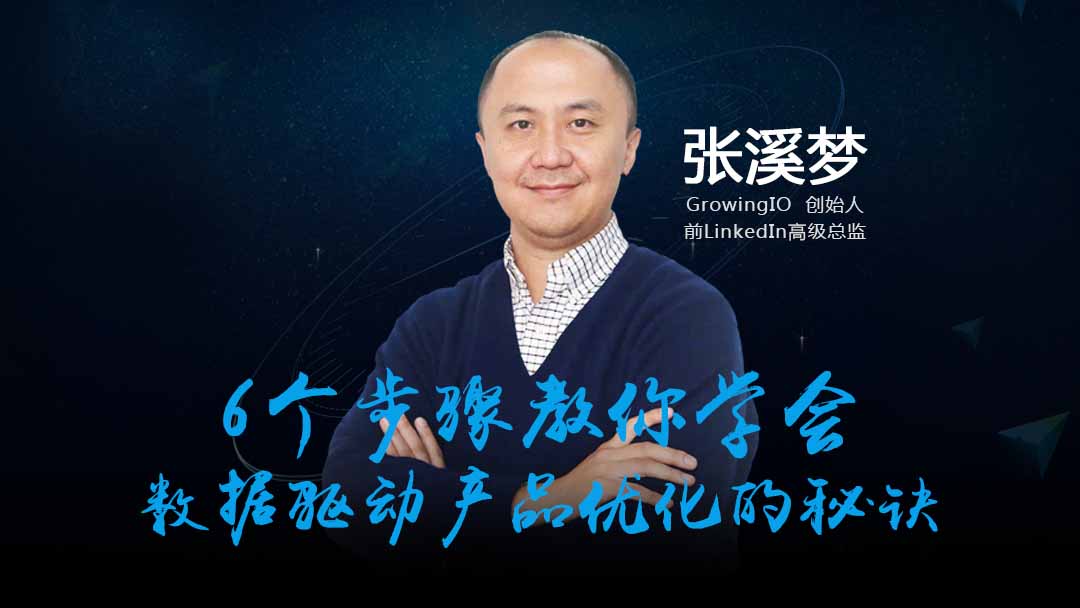 张溪梦
GrowingIO 创始人
前LinkedIn高级总监
6个步骤教你学会
数据驱动产品优化的秘诀